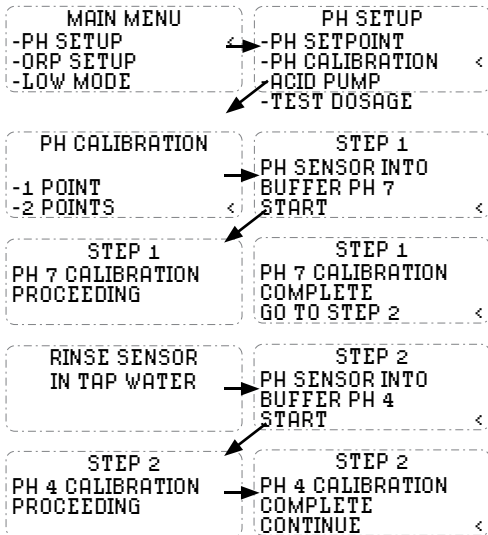 MAIN MENU
-PH SETUP <
-ORP SETUP
-LOW MODE
PH SETUP
-PH SETPOINT
-PH CALIBRATION <
-ACID PUMP
-TEST DOSAGE
PH CALIBRATION
-1 POINT
-2 POINTS <
STEP 1
PH SENSOR INTO
BUFFER PH 7
START <
STEP 1
PH 7 CALIBRATION
PROCEEDING
STEP 1
PH 7 CALIBRATION
COMPLETE
GO TO STEP 2 <
RINSE SENSOR
IN TAP WATER
STEP 2
PH SENSOR INTO
BUFFER PH 4
START <
STEP 2
PH 4 CALIBRATION
PROCEEDING
STEP 2
PH 4 CALIBRATION
COMPLETE
CONTINUE <